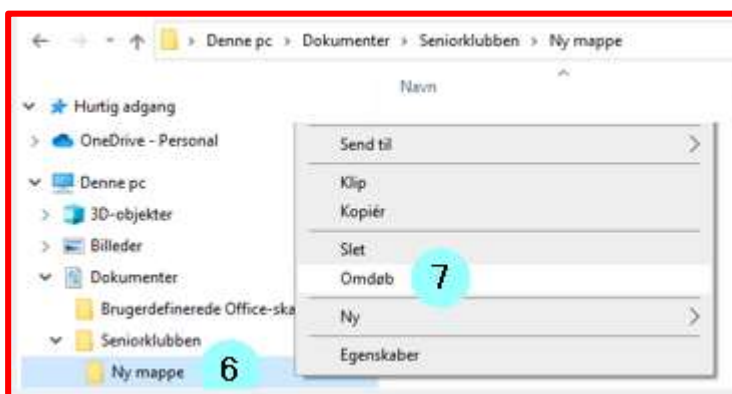 Denne pc › Dokumenter › Seniorklubben › Ny mappe
Navn
Hurtig adgang
OneDrive - Personal
Denne pc
3D-objekter
Billeder
Dokumenter
Brugerdefinerede Office-ska
Seniorklubben
Ny mappe 6
Send til
Klip
Kopiér
Slet
Omdøb 7
Ny
Egenskaber